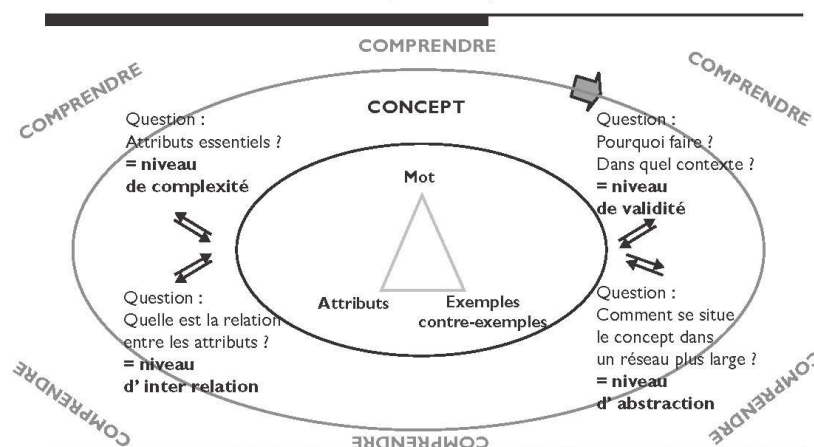 COMPRENDRE
COMPRENDRE
COMPRENDRE
CONCEPT
Question :
Attributs essentiels ?
= niveau
de complexité
Question :
Pourquoi faire ?
Dans quel contexte ?
= niveau
de validité
Mot
Attributs
Exemples
contre-exemples
Question :
Quelle est la relation
entre les attributs ?
= niveau
d' inter relation
Question :
Comment se situe
le concept dans
un réseau plus large ?
= niveau
d' abstraction
COMPRENDRE
COMPRENDRE
COMPRENDRE